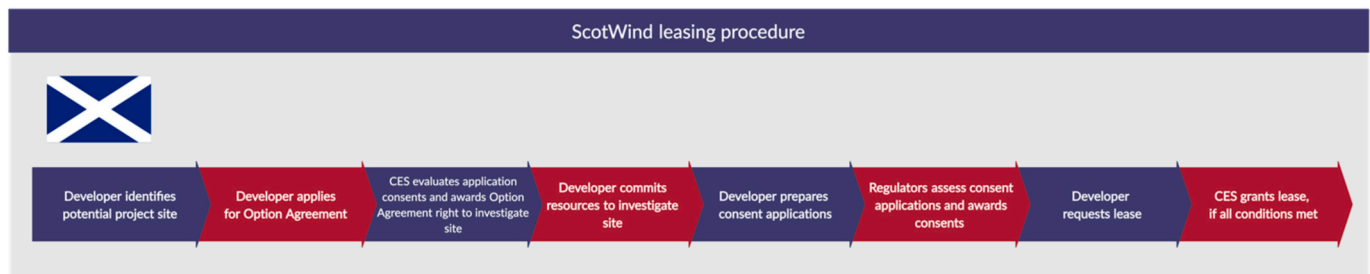 ScotWind leasing procedure
Developer identifies
potential project site
Developer applies
for Option Agreement
CES evaluates application
consents and awards Option
Agreement right to investigate
site
Developer commits
resources to investigate
site
Developer prepares
consent applications
Regulators assess consent
applications and awards
consents
Developer
requests lease
CES grants lease,
if all conditions met